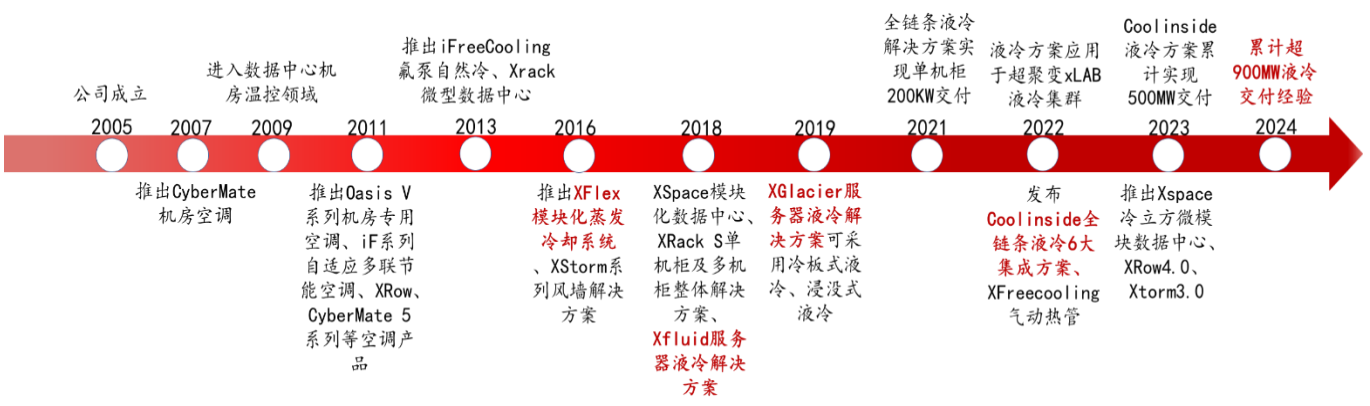 公司成立
2005
2007
推出CyberMate
机房空调
进入数据中心机
房温控领域
2009
2011
推出Oasis V
系列机房专用
空调、iF系列
自适应多联节
能空调、XRow、
CyberMate 5
系列等空调产
品
推出iFreeCooling
氟泵自然冷、Xrack
微型数据中心
2013
2016
推出XFlex
模块化蒸发
冷却系统
、XStorm系
列风墙解决
方案
2018
XSpace模块
化数据中心、
XRack S单
机柜及多机
柜整体解决
方案、
Xfluid服务
器液冷解决
方案
2019
XGlacier服
务器液冷解
决方案可采
用冷板式液
冷、浸没式
液冷
全链条液冷
解决方案实
现单机柜
200KW交付
2021
液冷方案应用
于超聚变xLAB
液冷集群
2022
发布
Coolinside全
链条液冷6大
集成方案、
XFreecooling
气动热管
Coolinside
液冷方案累
计实现
500MW交付
2023
推出Xspace
冷立方微模
块数据中心、
XRow4.0、
Xtorm3.0
累计超
900MW液冷
交付经验
2024